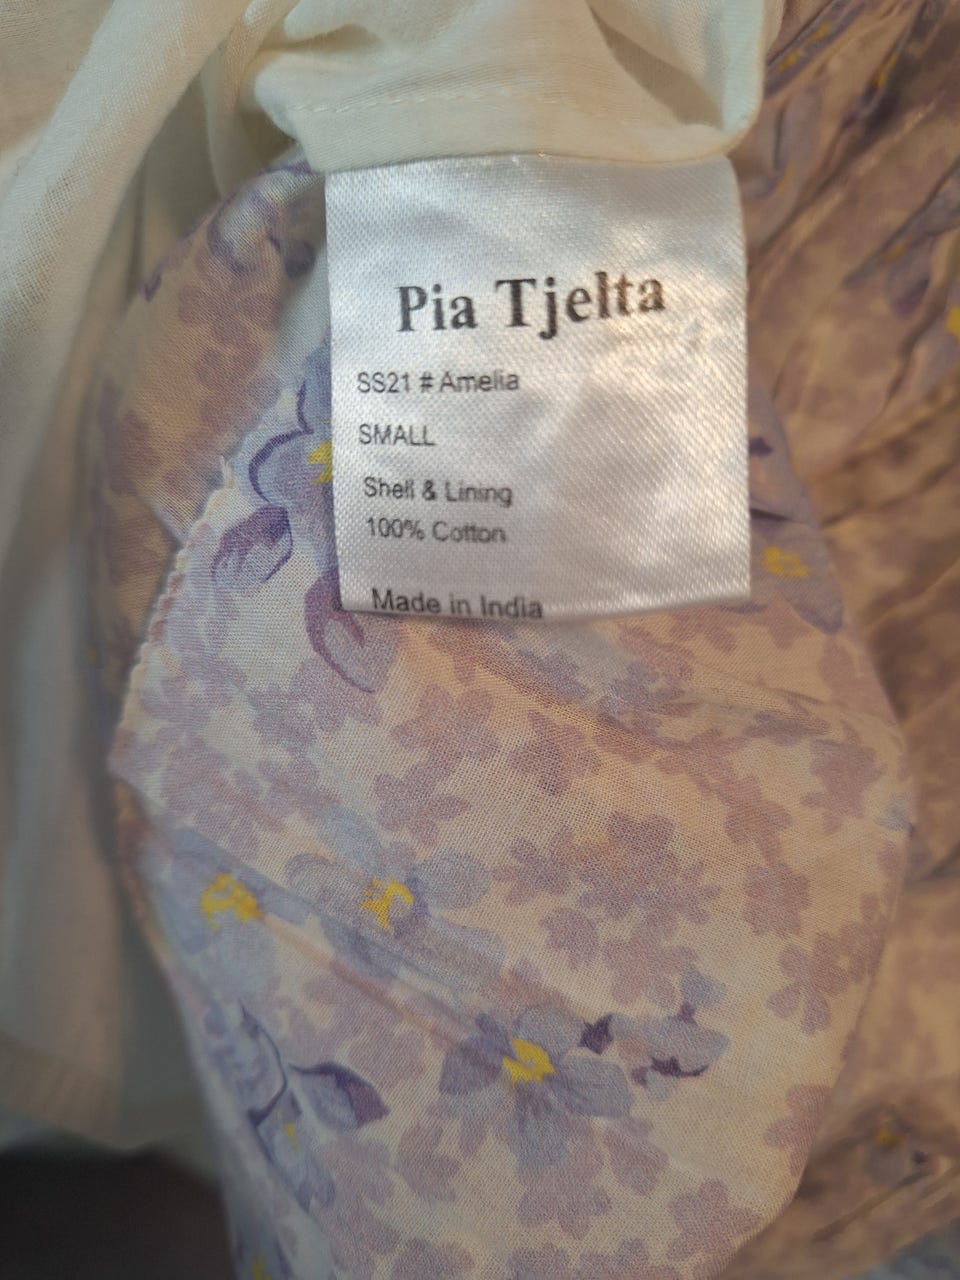 Pia Tjelta
SS21 # Amelia
SMALL
Shell & Lining
100% Cotton
Made in India